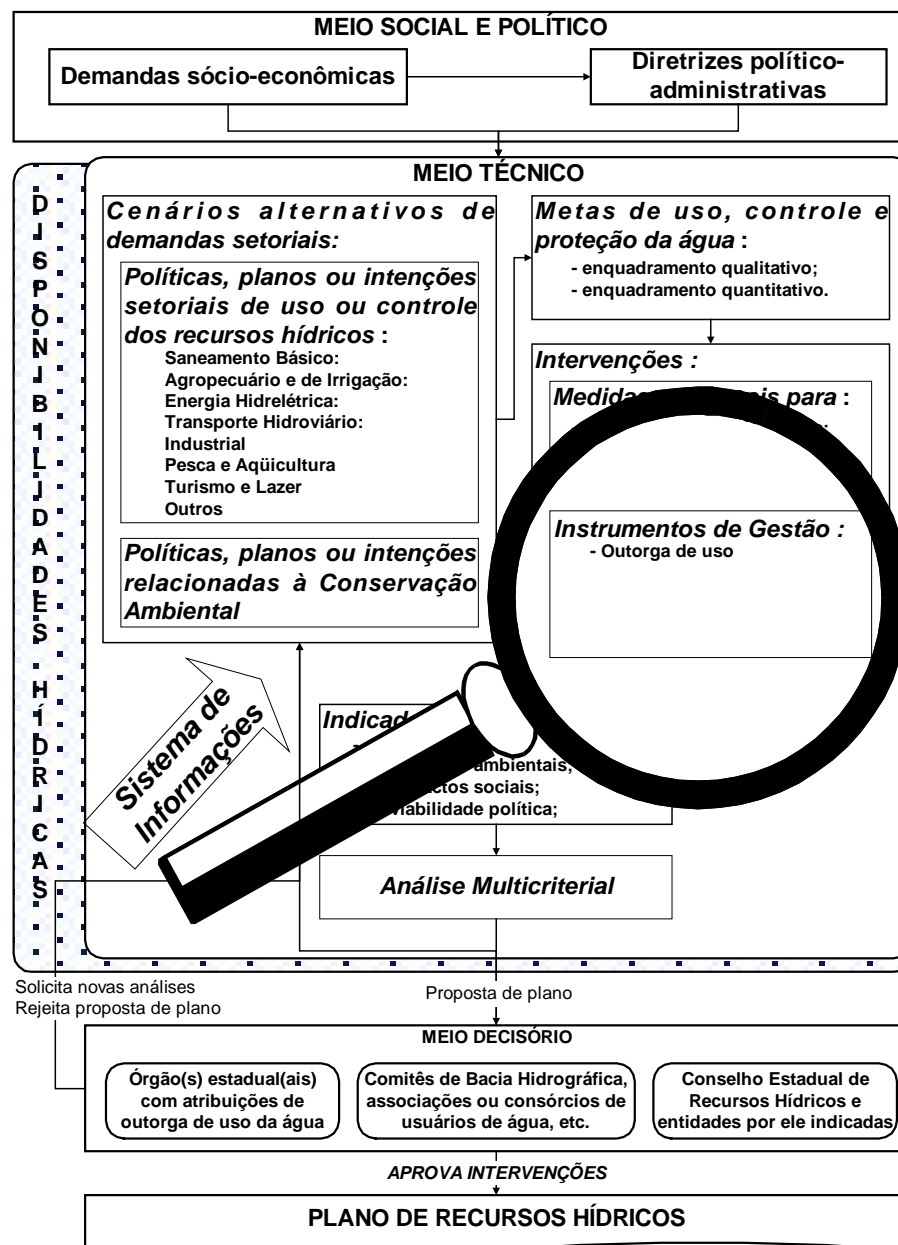 MEIO SOCIAL E POLÍTICO
Demandas sócio-econômicas
Diretrizes político-
administrativas
DISPONIBILIDADES HÍDRICAS
MEIO TÉCNICO
Cenários alternativos de
demandas setoriais:
Políticas, planos ou intenções
setoriais de uso ou controle
dos recursos hídricos :
Saneamento Básico:
Agropecuário e de Irrigação:
Energia Hidrelétrica:
Transporte Hidroviário:
Industrial
Pesca e Aqüicultura
Turismo e Lazer
Outros
Políticas, planos ou intenções
relacionadas à Conservação
Ambiental
Metas de uso, controle e
proteção da água :
- enquadramento qualitativo;
- enquadramento quantitativo.
Intervenções :
para :
Instrumentos de Gestão :
- Outorga de uso
Sistema de
Informações
ambientais;
sociais;
viabilidade política;
Análise Multicriterial
Solicita novas análises
Rejeita proposta de plano
Proposta de plano
MEIO DECISÓRIO
Órgão(s) estadual(ais)
com atribuições de
outorga de uso da água
Comitês de Bacia Hidrográfica,
associações ou consórcios de
usuários de água, etc.
Conselho Estadual de
Recursos Hídricos e
entidades por ele indicadas
APROVA INTERVENÇÕES
PLANO DE RECURSOS HÍDRICOS